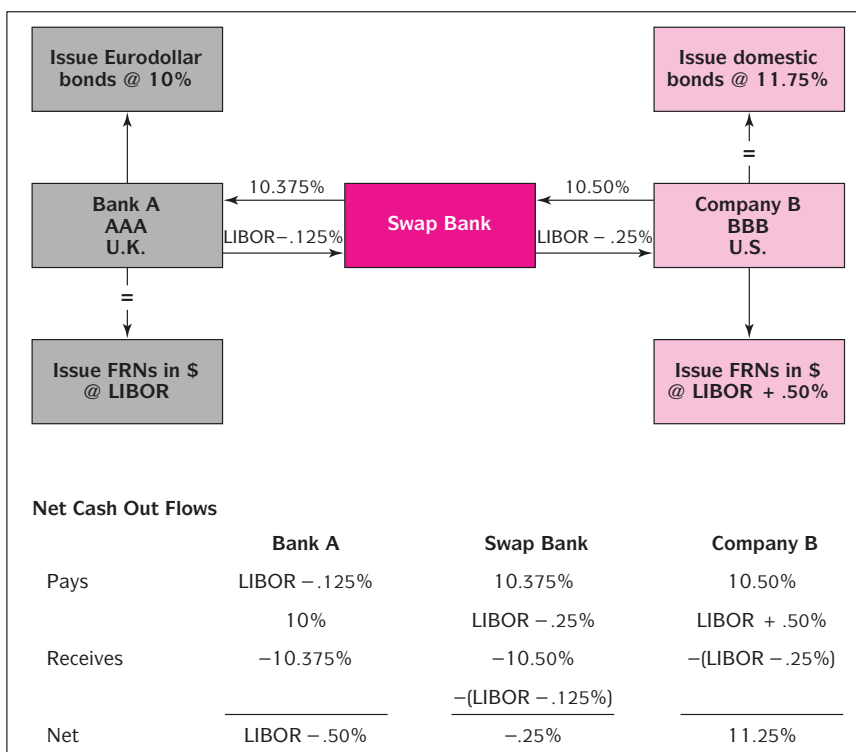 Issue Eurodollar
bonds @ 10%
Issue domestic
bonds @ 11.75%
=
10.375%
10.50%
Bank A
AAA
U.K.
Swap Bank
Company B
BBB
U.S.
LIBOR−.125%
LIBOR − .25%
=
Issue FRNs in $
@ LIBOR
Issue FRNs in $
@ LIBOR + .50%
Net Cash Out Flows
Bank A Swap Bank Company B
Pays LIBOR − .125% 10.375% 10.50%
10% LIBOR − .25% LIBOR + .50%
Receives −10.375% −10.50% −(LIBOR − .25%)
−(LIBOR − .125%)
Net LIBOR − .50% −.25% 11.25%